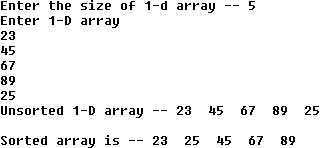 Enter the size of 1-d array -- 5
Enter 1-D array
23
45
67
89
25
Unsorted 1-D array -- 23  45  67  89  25
Sorted array is -- 23  25  45  67  89